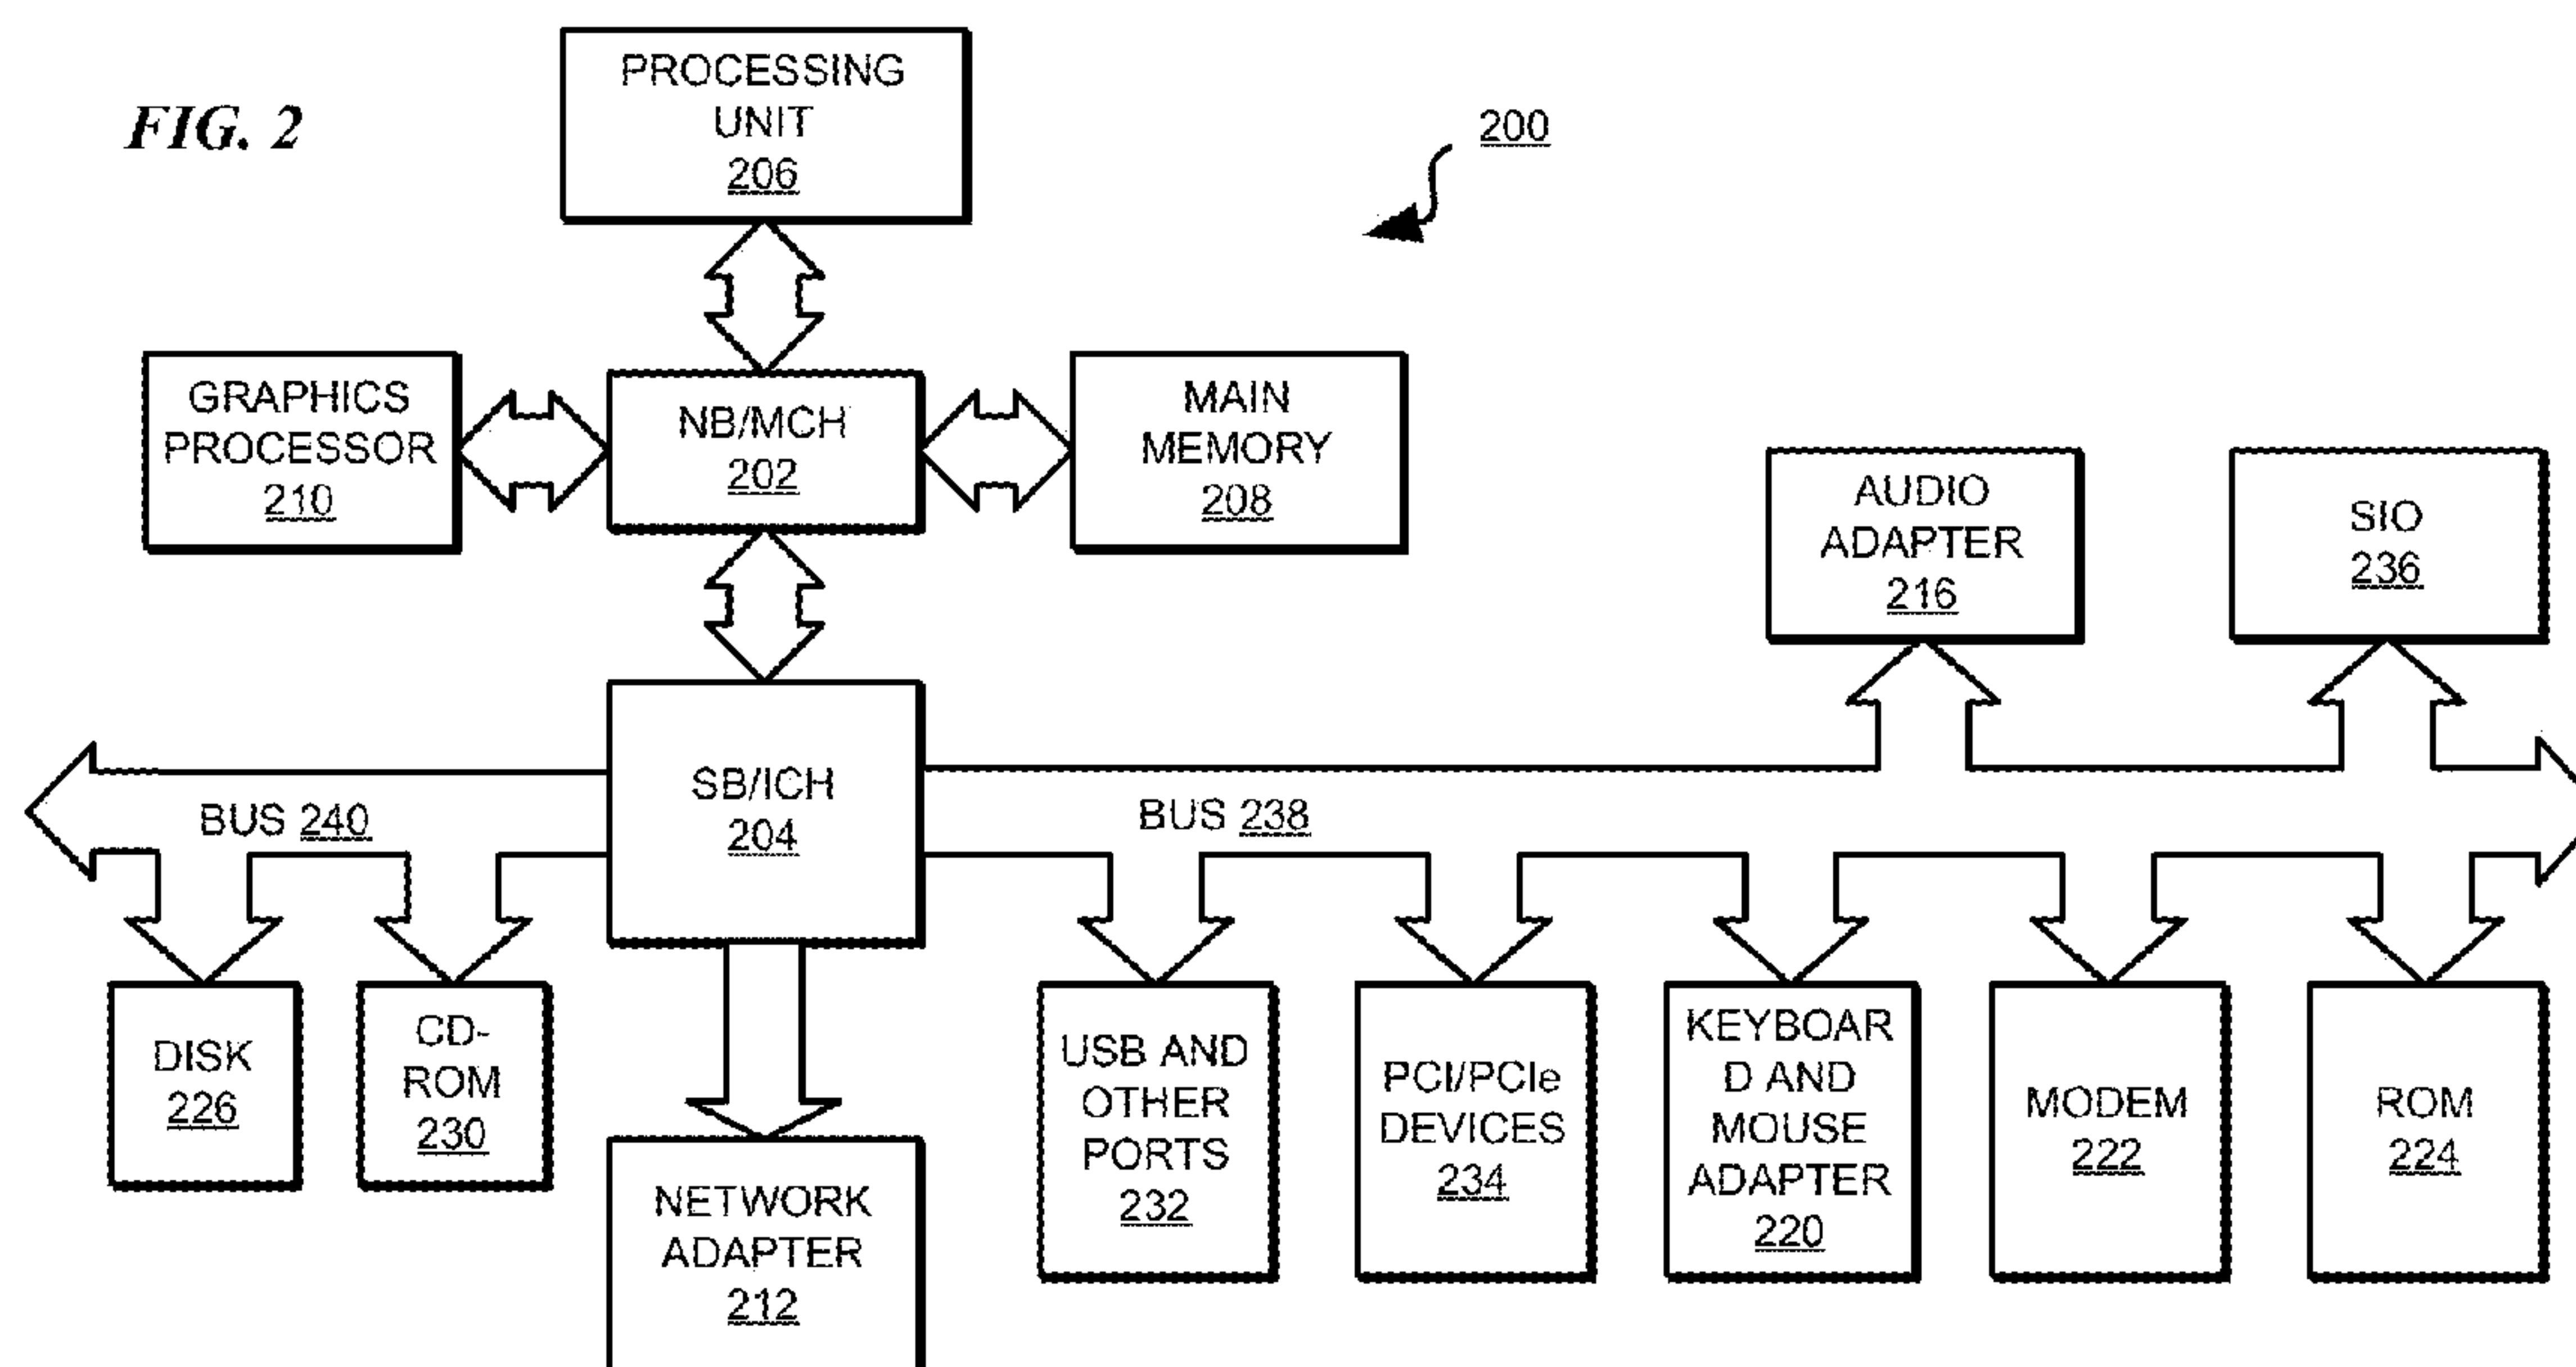 FIG. 2
PROCESSING
UNIT
206
200
GRAPHICS
PROCESSOR
210
NB/MCH
202
MAIN
MEMORY
208
AUDIO
ADAPTER
216
SIO
236
SB/ICH
204
BUS 240
BUS 238
DISK
226
CD-
ROM
230
NETWORK
ADAPTER
212
USB AND
OTHER
PORTS
232
PCI/PCIe
DEVICES
234
KEYBOAR
D AND
MOUSE
ADAPTER
220
MODEM
222
ROM
224